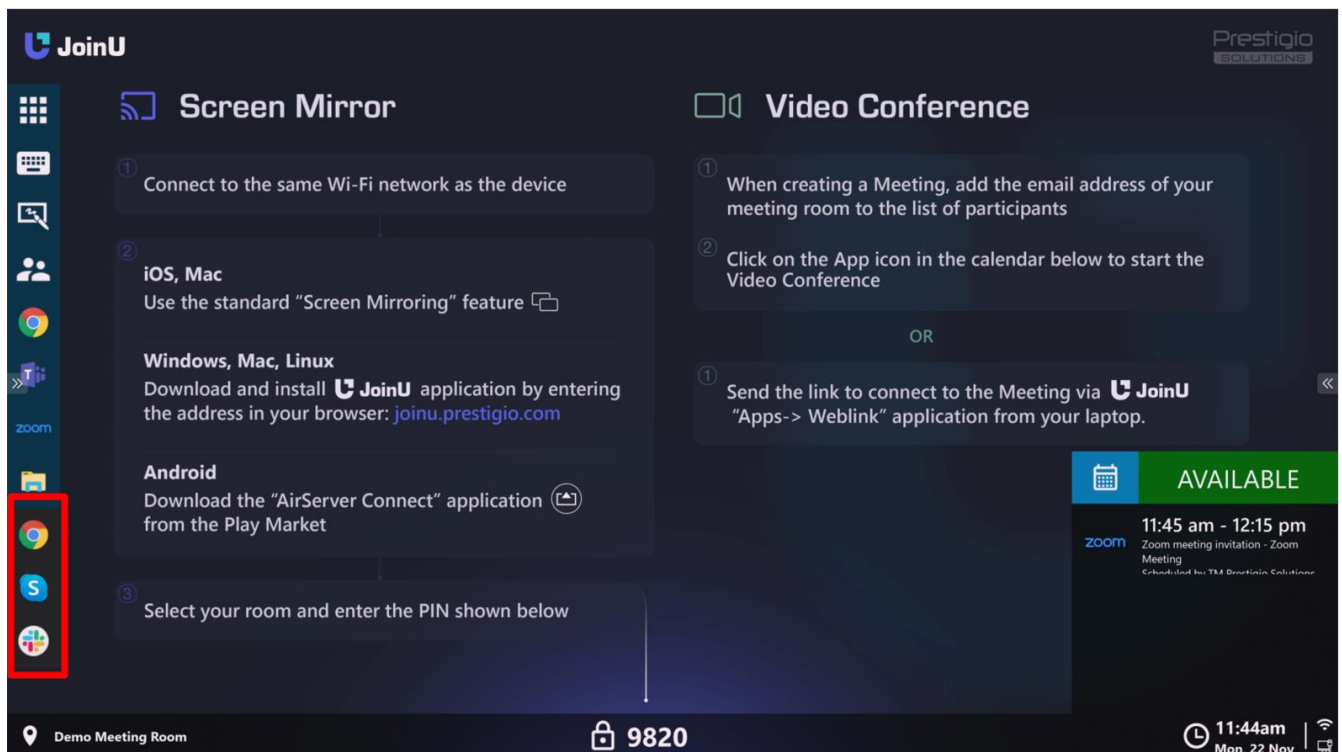 JoinU
Prestigio
SOLUTIONS
Screen Mirror
1
Connect to the same Wi-Fi network as the device
2
iOS, Mac
Use the standard “Screen Mirroring” feature
Windows, Mac, Linux
Download and install JoinU application by entering
the address in your browser: joinu.prestigio.com
Android
Download the “AirServer Connect” application
from the Play Market
3
Select your room and enter the PIN shown below
Video Conference
1
When creating a Meeting, add the email address of your
meeting room to the list of participants
2
Click on the App icon in the calendar below to start the
Video Conference
OR
1
Send the link to connect to the Meeting via JoinU
“Apps-> Weblink” application from your laptop.
T
zoom
S
AVAILABLE
zoom
11:45 am - 12:15 pm
Zoom meeting invitation - Zoom
Meeting
Scheduled by TM Prestigio Solutions
Demo Meeting Room
9820
11:44am
Mon, 22 Nov